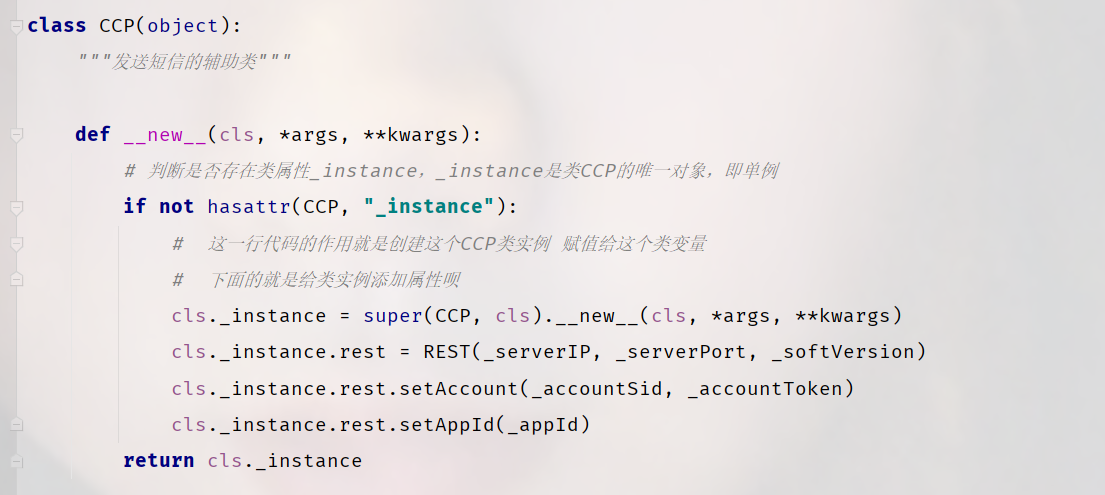 class CCP(object):
"""发送短信的辅助类"""
def __new__(cls, *args, **kwargs):
# 判断是否存在类属性_instance，_instance是类CCP的唯一对象，即单例
if not hasattr(CCP, "_instance"):
#  这一行代码的作用就是创建这个CCP类实例 赋值给这个类变量
#  下面的就是给类实例添加属性呗
cls._instance = super(CCP, cls).__new__(cls, *args, **kwargs)
cls._instance.rest = REST(_serverIP, _serverPort, _softVersion)
cls._instance.rest.setAccount(_accountSid, _accountToken)
cls._instance.rest.setAppId(_appId)
return cls._instance